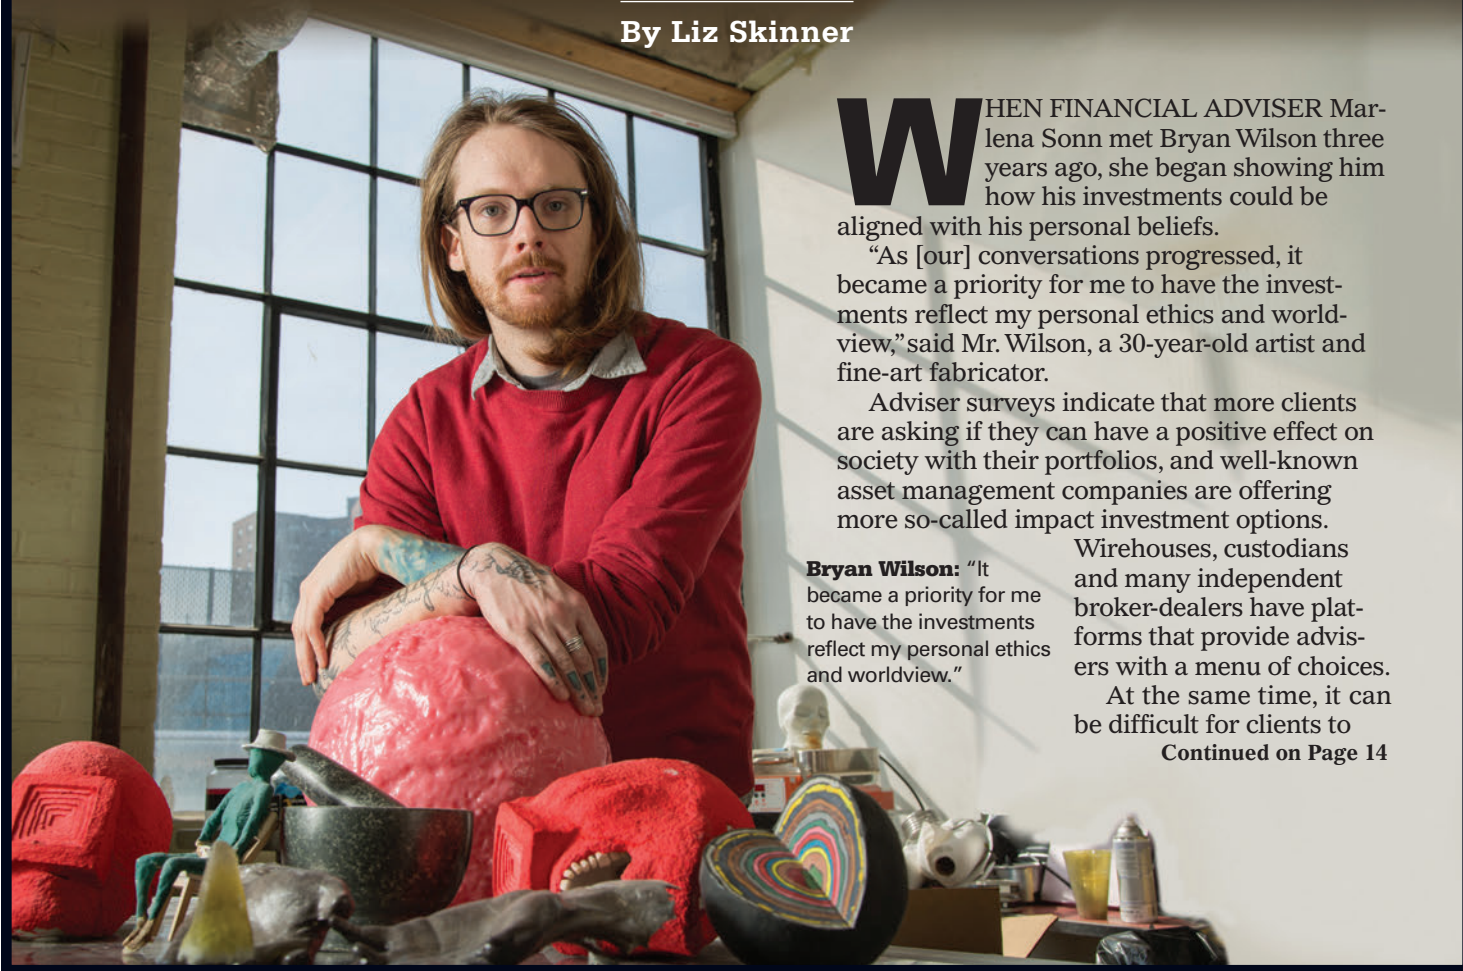 By Liz Skinner
WHEN FINANCIAL ADVISER Mar-
lena Sonn met Bryan Wilson three
years ago, she began showing him
how his investments could be
aligned with his personal beliefs.
“As [our] conversations progressed, it
became a priority for me to have the invest-
ments reflect my personal ethics and world-
view,” said Mr. Wilson, a 30-year-old artist and
fine-art fabricator.
Adviser surveys indicate that more clients
are asking if they can have a positive effect on
society with their portfolios, and well-known
asset management companies are offering
more so-called impact investment options.
Wirehouses, custodians
and many independent
broker-dealers have plat-
forms that provide advis-
ers with a menu of choices.
At the same time, it can
be difficult for clients to
Continued on Page 14
Bryan Wilson: “It
became a priority for me
to have the investments
reflect my personal ethics
and worldview.”